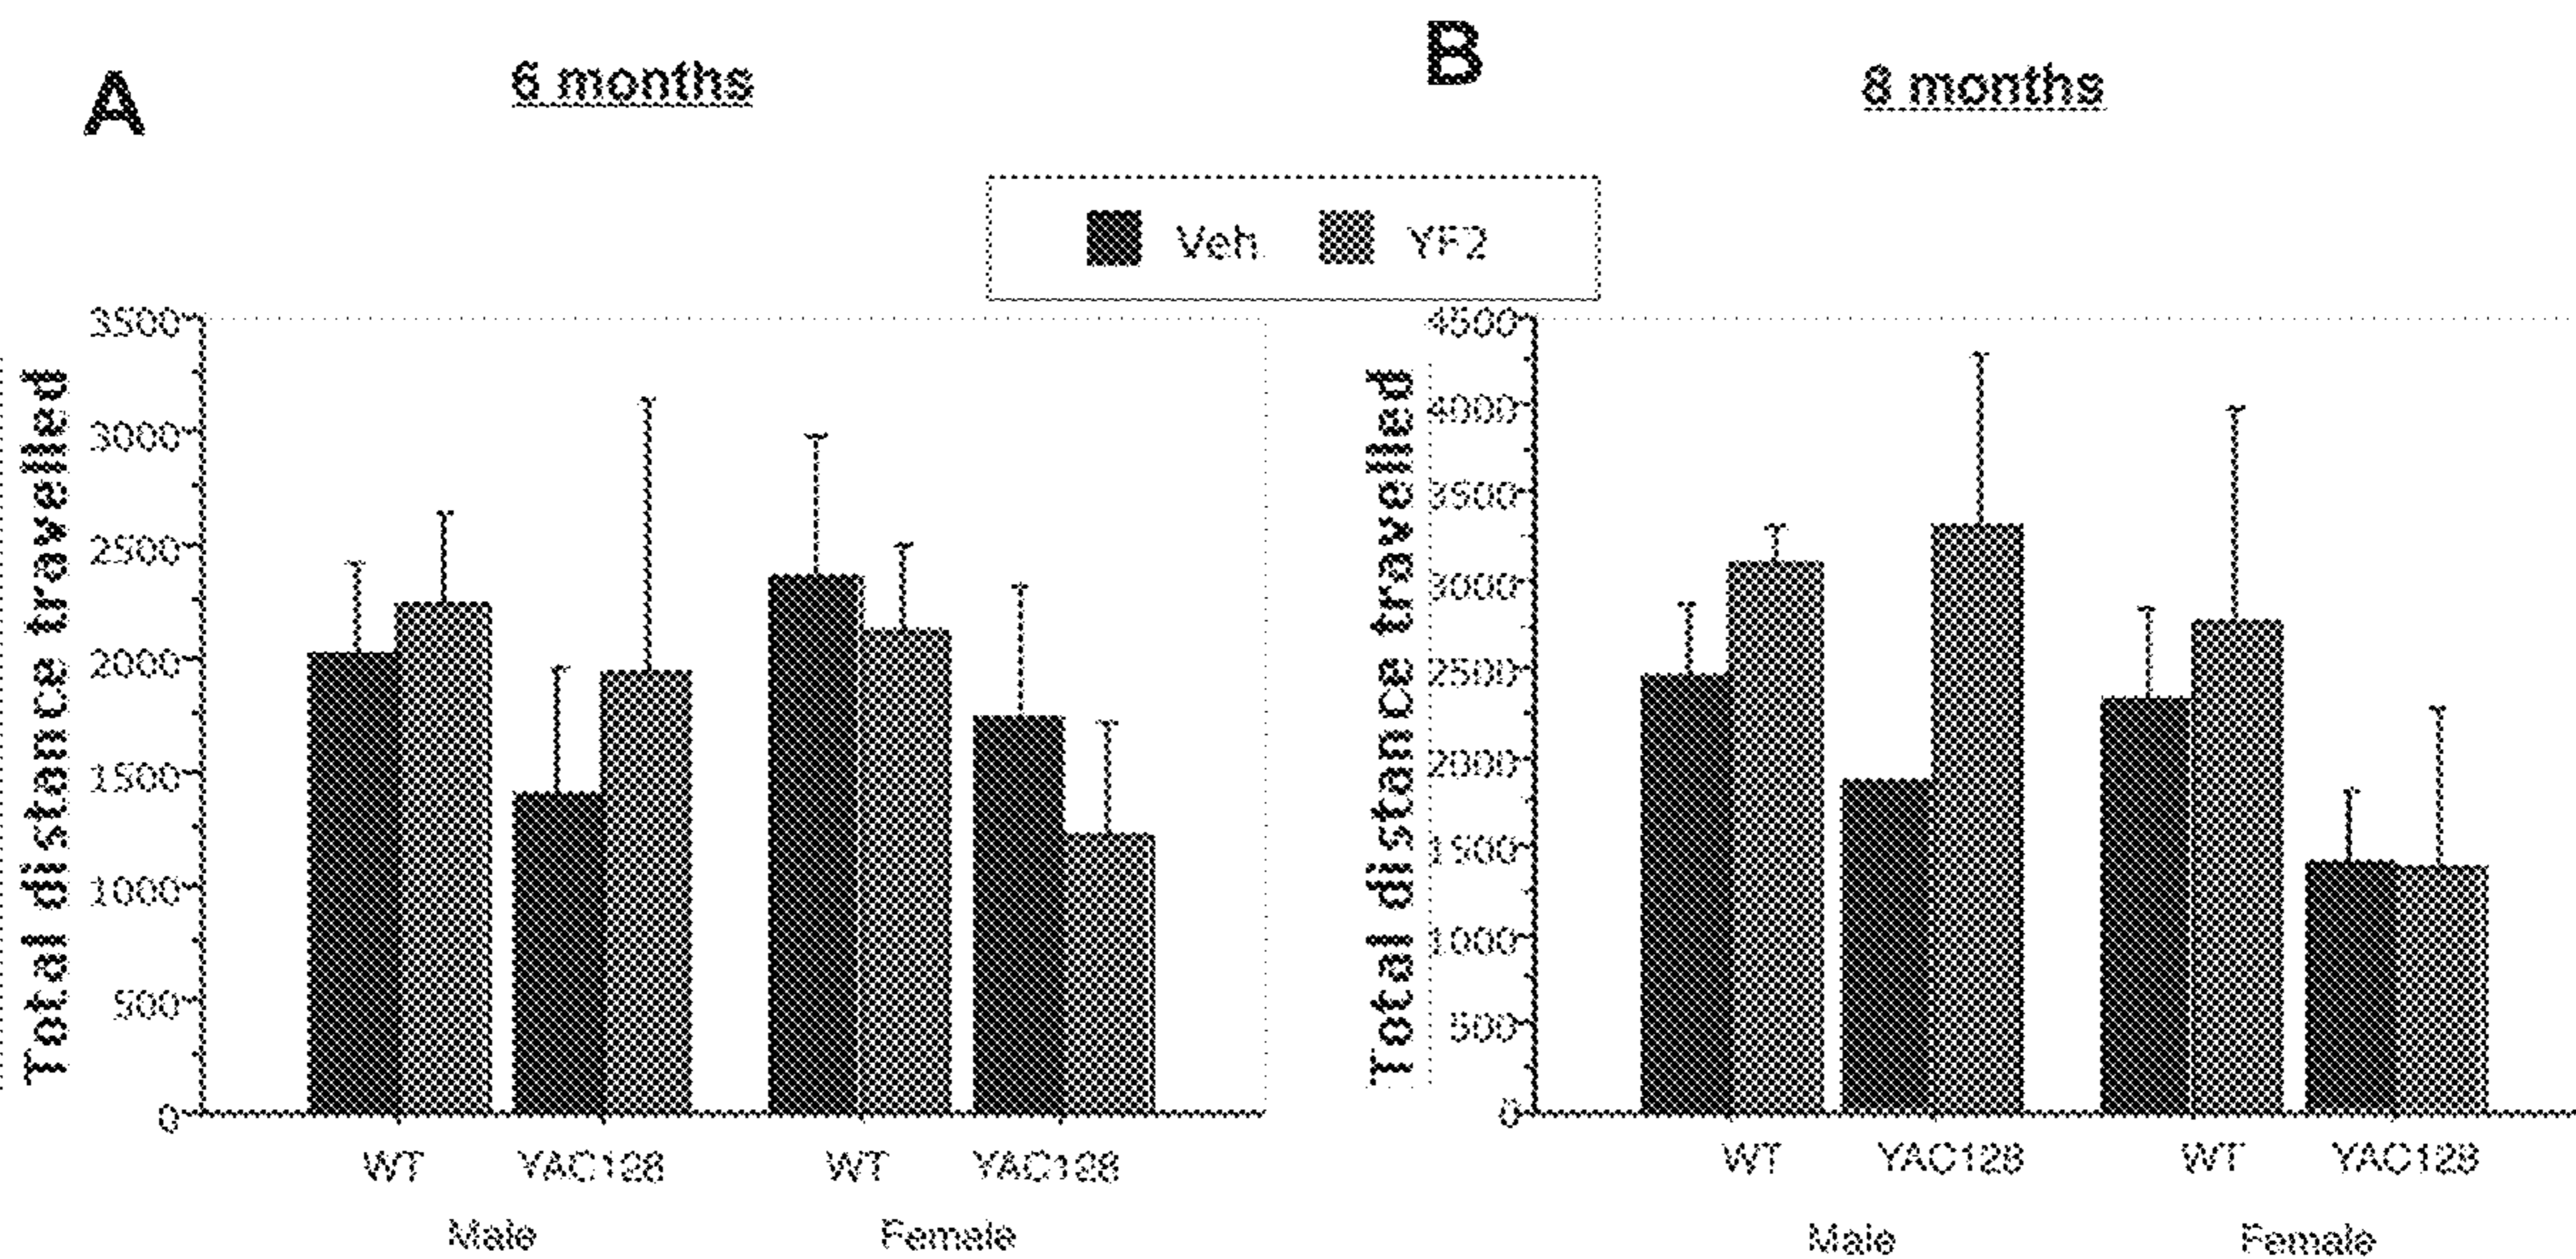 A
6 months
B
8 months
Veh. YF2
Total distance travelled
3500
3000
2500
2000
1500
1000
500
0
WT YAC128 WT YAC128
Male Female
Total distance travelled
4500
4000
3500
3000
2500
2000
1500
1000
500
0
WT YAC128 WT YAC128
Male Female